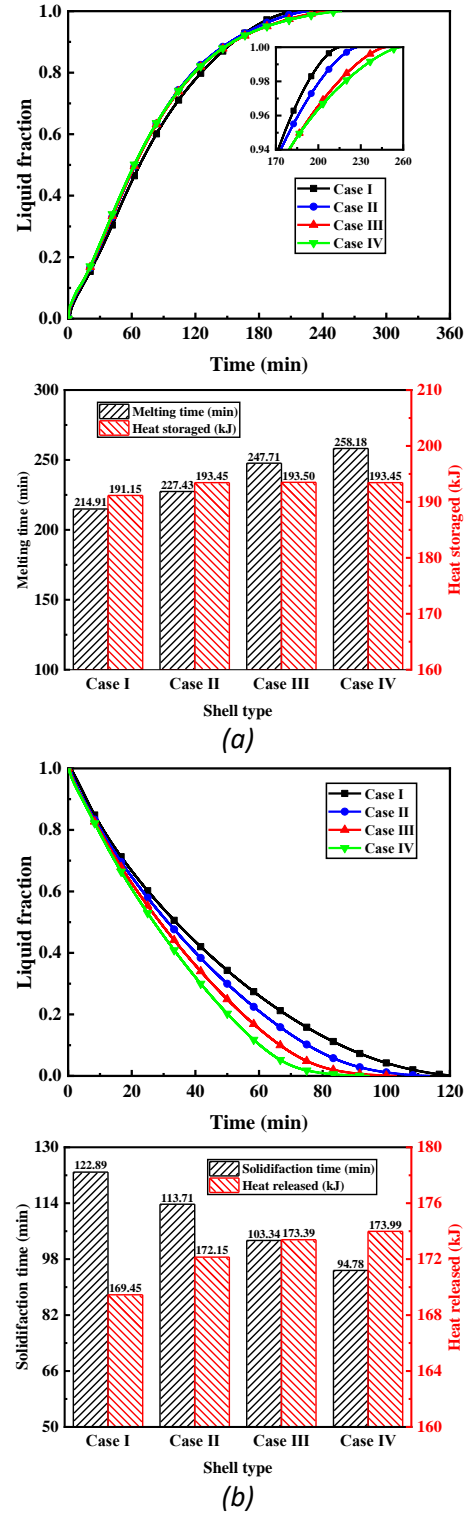 1.0
0.8
0.6
0.4
0.2
0.0
Liquid fraction
1.00
0.98
0.96
0.94
170
200
230
260
Case I
Case II
Case III
Case IV
0
60
120
180
240
300
360
Time (min)
300
250
200
150
100
Melting time (min)
Melting time (min)
Heat storaged (kJ)
214.91
191.15
227.43
193.45
247.71
193.50
258.18
193.45
210
200
190
180
170
160
Heat storaged (kJ)
Case I
Case II
Case III
Case IV
Shell type
(a)
1.0
0.8
0.6
0.4
0.2
0.0
Liquid fraction
Case I
Case II
Case III
Case IV
0
20
40
60
80
100
120
Time (min)
130
114
98
82
66
50
Solidifaction time (min)
Solidifaction time (min)
Heat released (kJ)
122.89
169.45
113.71
172.15
103.34
173.39
94.78
173.99
180
176
172
168
164
160
Heat released (kJ)
Case I
Case II
Case III
Case IV
Shell type
(b)